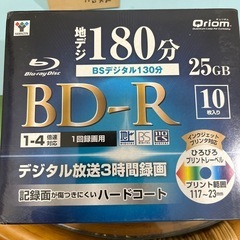 Qriom
Blu-ray Disc
地デジ
180分
BSデジタル130分
25GB
BD-R
10
枚入り
1-4倍速対応
1回録画用
BS
インクジェット
プリンタ対応
ひろびろ
プリントレーベル
デジタル放送3時間録画
記録面が傷つきにくいハードコート
プリント範囲
117~23mm